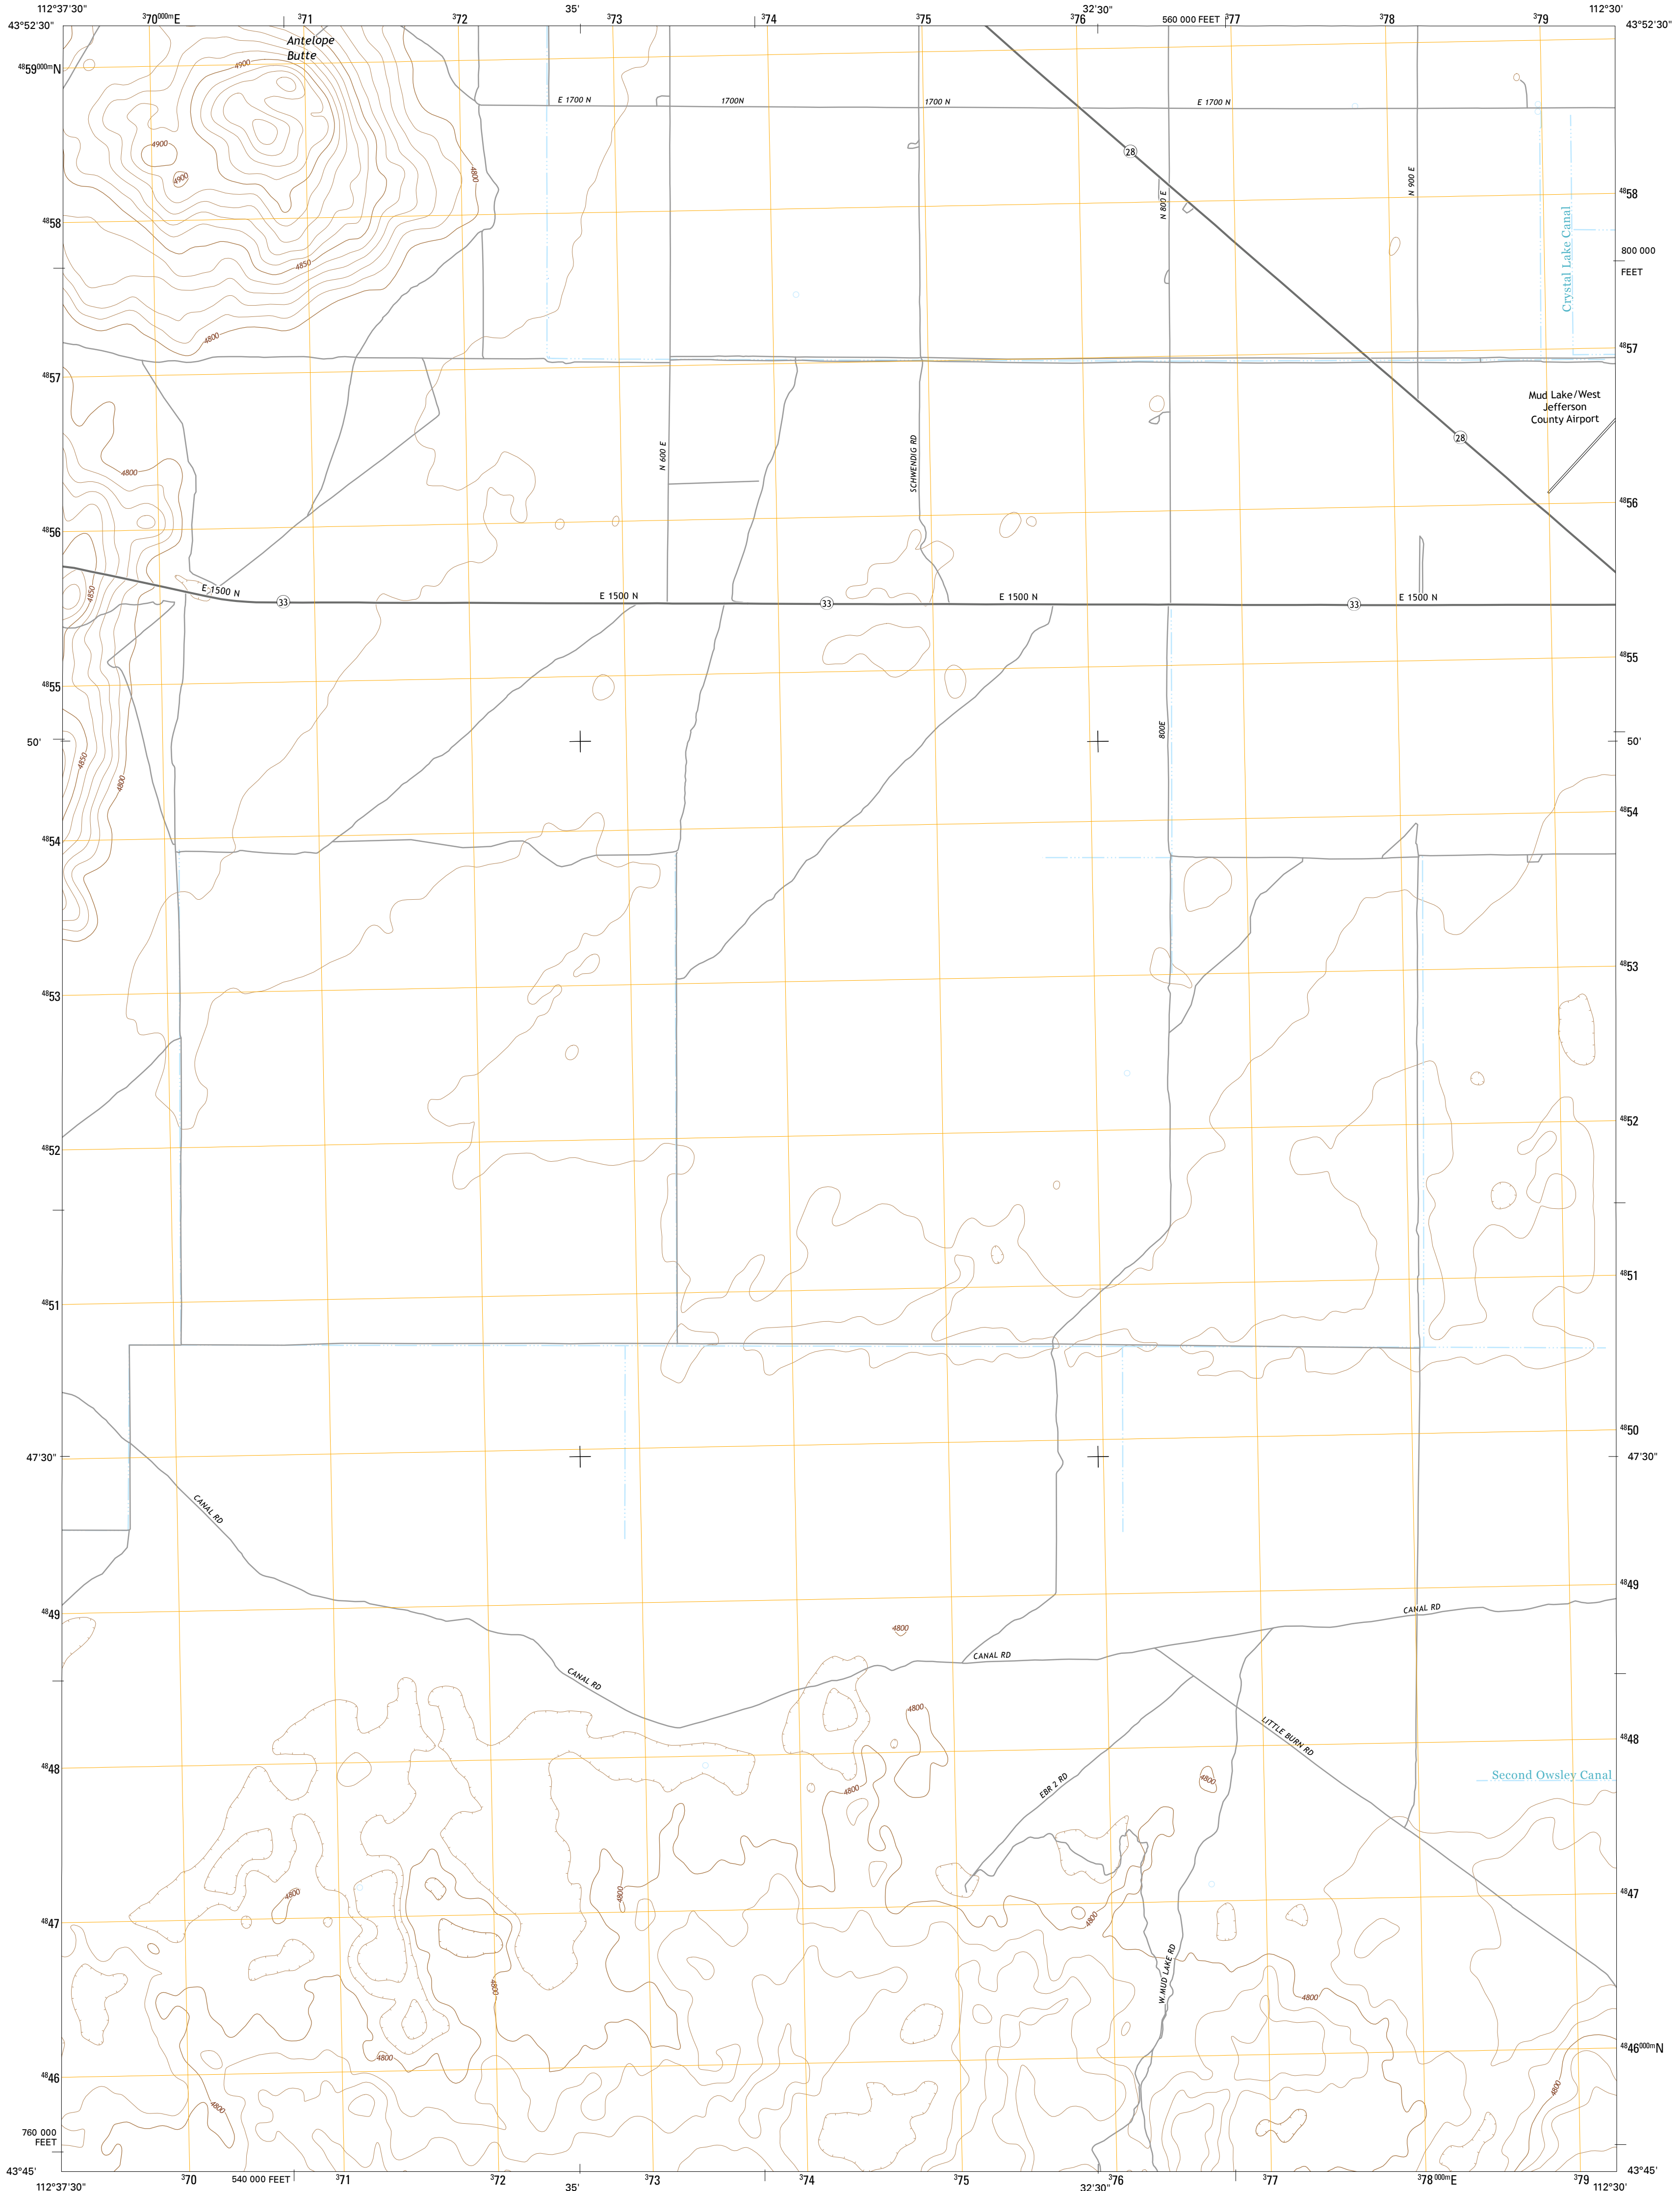 112°37'30"
³70⁰⁰⁰ᵐE
³71
³72
35'
³73
³74
³75
³76
32'30"
560 000 FEET
³77
³78
³79
112°30'
43°52'30"
43°52'30"
Antelope
Butte
4900
⁴⁸59⁰⁰⁰ᵐN
E 1700 N
1700N
1700 N
E 1700 N
4900
28
4900
4800
N 800 E
N 900 E
⁴⁸58
⁴⁸58
Crystal Lake Canal
800 000
FEET
4850
4800
⁴⁸57
⁴⁸57
Mud Lake/West
Jefferson
County Airport
28
N 600 E
SCHWENDIG RD
4800
⁴⁸56
⁴⁸56
4850
E 1500 N
33
E 1500 N
33
E 1500 N
33
E 1500 N
⁴⁸55
⁴⁸55
800E
50'
50'
4850
4800
⁴⁸54
⁴⁸54
⁴⁸53
⁴⁸53
⁴⁸52
⁴⁸52
⁴⁸51
⁴⁸51
⁴⁸50
47'30"
47'30"
CANAL RD
⁴⁸49
⁴⁸49
CANAL RD
4800
CANAL RD
CANAL RD
4800
LITTLE BURN RD
⁴⁸48
⁴⁸48
Second Owsley Canal
EBR 2 RD
4800
4800
4800
4800
⁴⁸47
⁴⁸47
4800
W MUD LAKE RD
4800
4800
4800
⁴⁸46⁰⁰⁰ᵐN
⁴⁸46
4800
4800
760 000
FEET
43°45'
43°45'
112°37'30"
³70
540 000 FEET
³71
³72
35'
³73
³74
³75
32'30"
³76
³77
³78⁰⁰⁰ᵐE
³79
112°30'